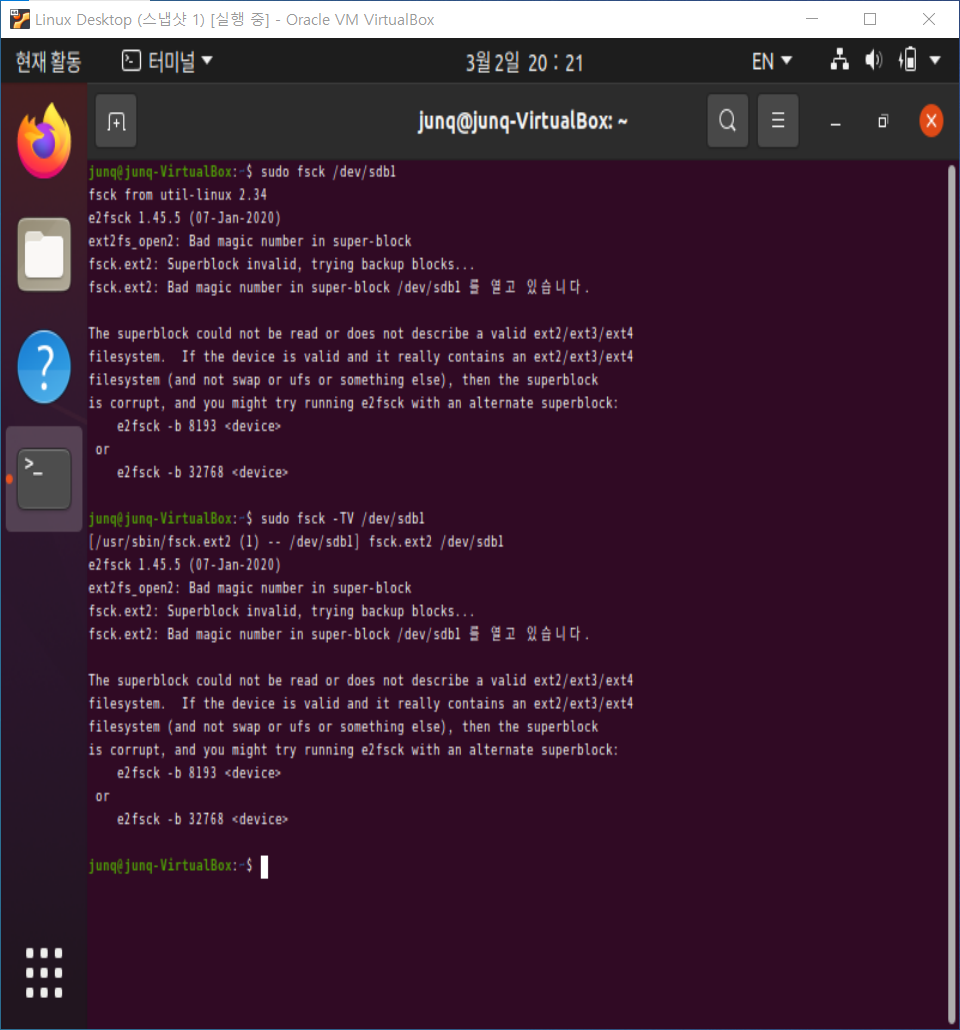 Linux Desktop (스냅샷 1) [실행 중] - Oracle VM VirtualBox
현재 활동 터미널 3월 2일 20 : 21 EN
junq@junq-VirtualBox: ~
junq@junq-VirtualBox:~$ sudo fsck /dev/sdb1
fsck from util-linux 2.34
e2fsck 1.45.5 (07-Jan-2020)
ext2fs_open2: Bad magic number in super-block
fsck.ext2: Superblock invalid, trying backup blocks...
fsck.ext2: Bad magic number in super-block /dev/sdb1 를 열고 있습니다.
The superblock could not be read or does not describe a valid ext2/ext3/ext4
filesystem.  If the device is valid and it really contains an ext2/ext3/ext4
filesystem (and not swap or ufs or something else), then the superblock
is corrupt, and you might try running e2fsck with an alternate superblock:
    e2fsck -b 8193 <device>
 or
    e2fsck -b 32768 <device>
junq@junq-VirtualBox:~$ sudo fsck -TV /dev/sdb1
[/usr/sbin/fsck.ext2 (1) -- /dev/sdb1] fsck.ext2 /dev/sdb1
e2fsck 1.45.5 (07-Jan-2020)
ext2fs_open2: Bad magic number in super-block
fsck.ext2: Superblock invalid, trying backup blocks...
fsck.ext2: Bad magic number in super-block /dev/sdb1 를 열고 있습니다.
The superblock could not be read or does not describe a valid ext2/ext3/ext4
filesystem.  If the device is valid and it really contains an ext2/ext3/ext4
filesystem (and not swap or ufs or something else), then the superblock
is corrupt, and you might try running e2fsck with an alternate superblock:
    e2fsck -b 8193 <device>
 or
    e2fsck -b 32768 <device>
junq@junq-VirtualBox:~$